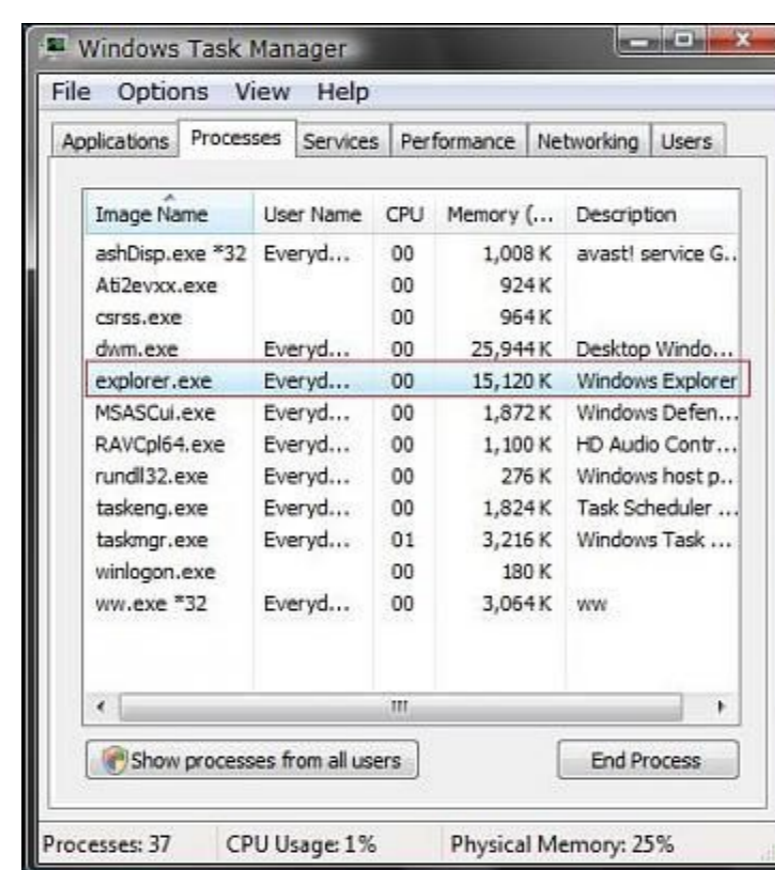 Windows Task Manager
File Options View Help
Applications Processes Services Performance Networking Users
Image Name User Name CPU Memory (... Description
ashDisp.exe *32 Everyd... 00 1,008 K avast! service G..
Ati2evxx.exe 00 924 K
csrss.exe 00 964 K
dwm.exe Everyd... 00 25,944 K Desktop Windo...
explorer.exe Everyd... 00 15,120 K Windows Explorer
MSASCui.exe Everyd... 00 1,872 K Windows Defen...
RAVCpl64.exe Everyd... 00 1,100 K HD Audio Contr...
rundll32.exe Everyd... 00 276 K Windows host p..
taskeng.exe Everyd... 00 1,824 K Task Scheduler ...
taskmgr.exe Everyd... 01 3,216 K Windows Task ...
winlogon.exe 00 180 K
ww.exe *32 Everyd... 00 3,064 K ww
Show processes from all users End Process
Processes: 37 CPU Usage: 1% Physical Memory: 25%